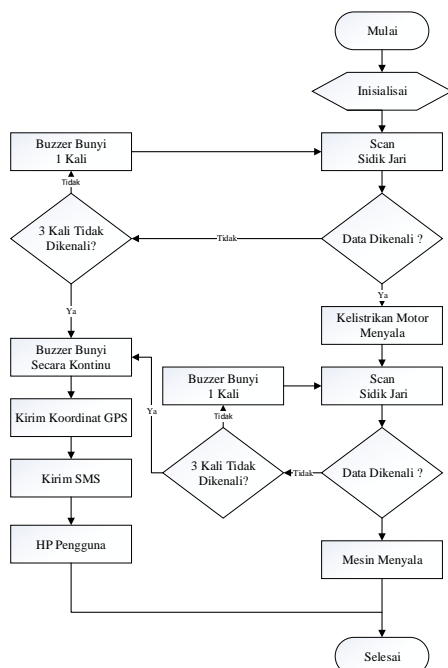 Mulai
Inisialisai
Buzzer Bunyi
1 Kali
Scan
Sidik Jari
Tidak
3 Kali Tidak
Dikenali?
Tidak
Data Dikenali ?
Ya
Ya
Kelistrikan Motor
Menyala
Buzzer Bunyi
Secara Kontinu
Buzzer Bunyi
1 Kali
Scan
Sidik Jari
Ya
Tidak
Kirim Koordinat GPS
3 Kali Tidak
Dikenali?
Tidak
Data Dikenali ?
Kirim SMS
HP Pengguna
Mesin Menyala
Selesai